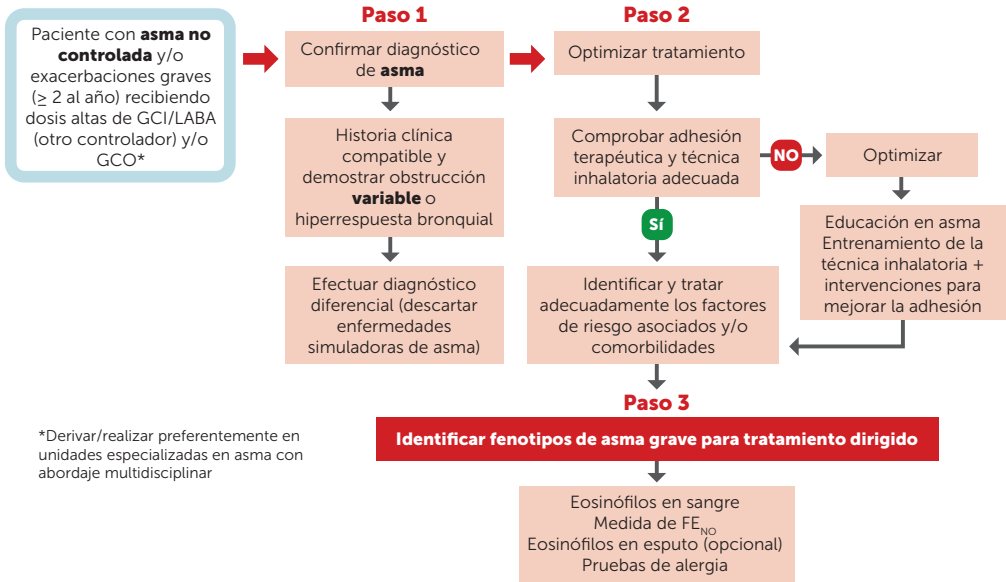 Paciente con asma no
controlada y/o
exacerbaciones graves
(≥ 2 al año) recibiendo
dosis altas de GCI/LABA
(otro controlador) y/o
GCO*
Paso 1
Confirmar diagnóstico
de asma
Historia clínica
compatible y
demostrar obstrucción
variable o
hiperrespuesta bronquial
Efectuar diagnóstico
diferencial (descartar
enfermedades
simuladoras de asma)
Paso 2
Optimizar tratamiento
Comprobar adhesión
terapéutica y técnica
inhalatoria adecuada
NO
Optimizar
Educación en asma
Entrenamiento de la
técnica inhalatoria +
intervenciones para
mejorar la adhesión
Sí
Identificar y tratar
adecuadamente los factores
de riesgo asociados y/o
comorbilidades
Paso 3
Identificar fenotipos de asma grave para tratamiento dirigido
Eosinófilos en sangre
Medida de FENO
Eosinófilos en esputo (opcional)
Pruebas de alergia
*Derivar/realizar preferentemente en
unidades especializadas en asma con
abordaje multidisciplinar